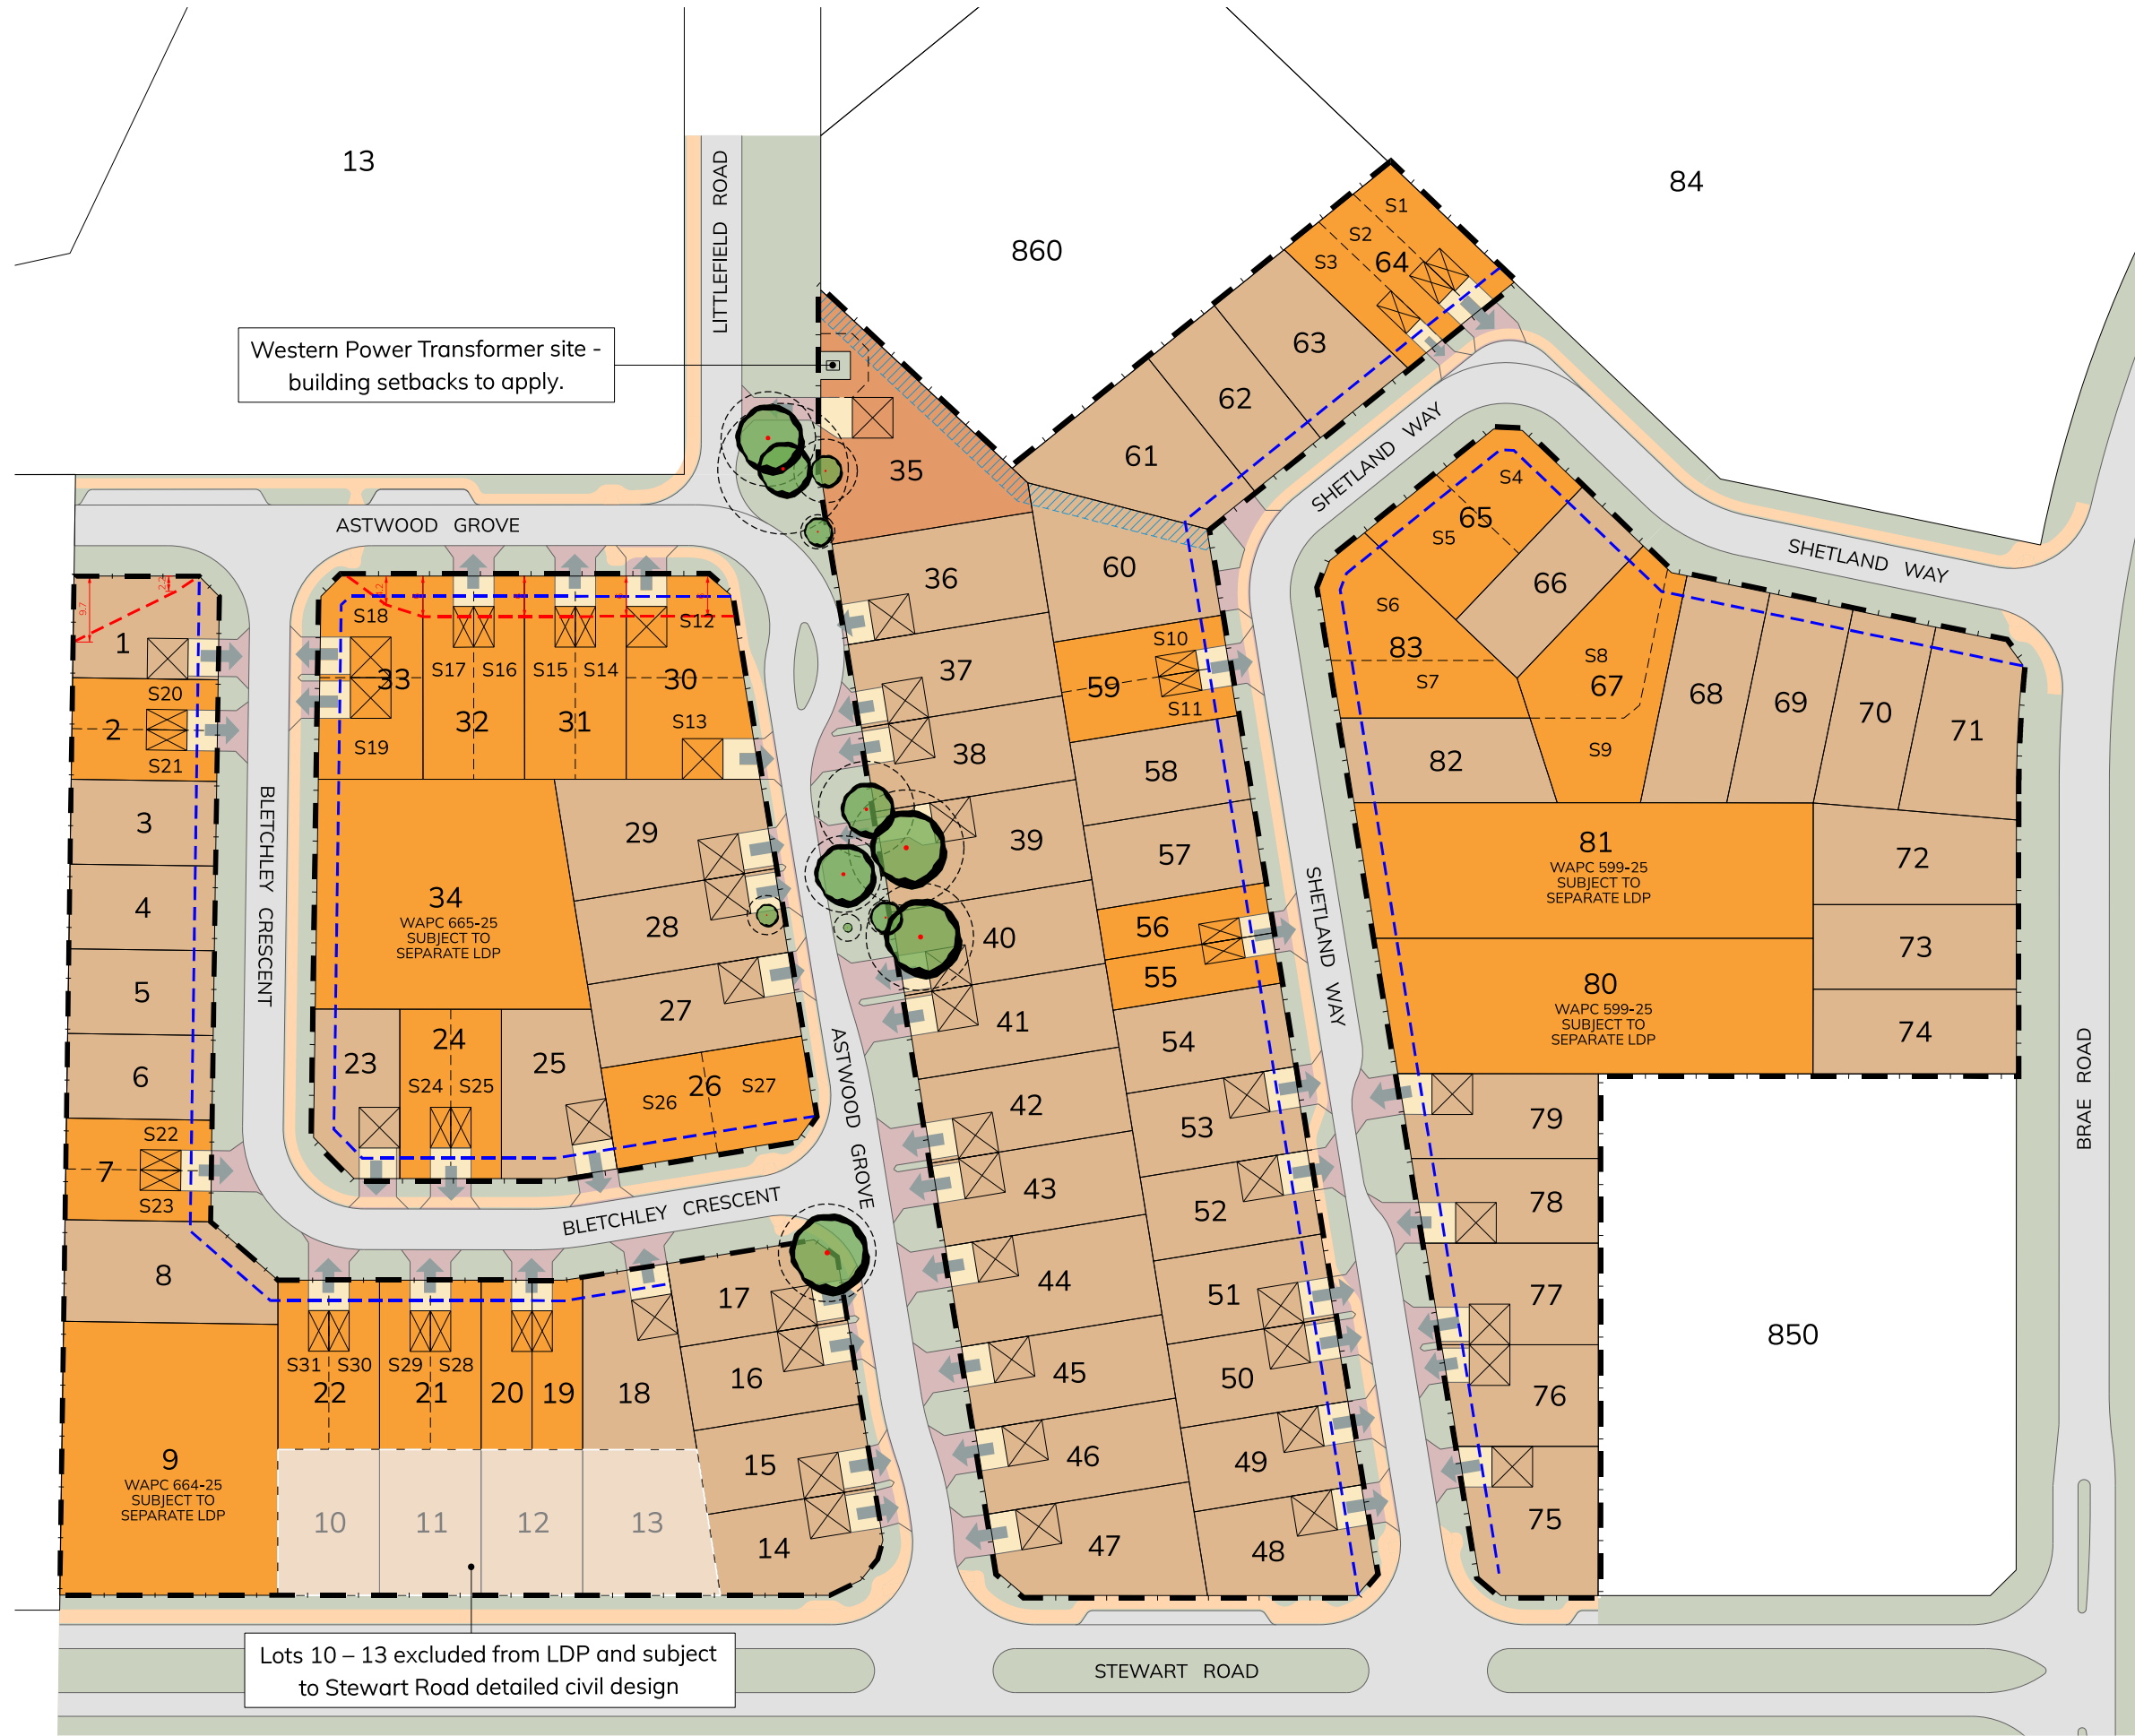 13
84
860
LITTLEFIELD ROAD
S1
S2
S3
64
63
62
61
Western Power Transformer site -
building setbacks to apply.
35
SHETLAND WAY
ASTWOOD GROVE
SHETLAND WAY
S4
65
S5
66
S6
83
S7
S8
67
S9
68
69
70
71
82
9.7
2.2
1
S20
2
S21
3
4
5
6
S22
7
S23
8
9
WAPC 664-25
SUBJECT TO
SEPARATE LDP
BLETCHLEY CRESCENT
S18
33
S19
S17
S16
32
S15
S14
31
S12
30
S13
34
WAPC 665-25
SUBJECT TO
SEPARATE LDP
29
28
27
26
S26
S27
23
24
S24
S25
25
BLETCHLEY CRESCENT
ASTWOOD GROVE
36
37
38
39
40
41
42
43
44
45
46
47
60
S10
59
S11
58
57
56
55
54
53
52
51
50
49
48
SHETLAND WAY
81
WAPC 599-25
SUBJECT TO
SEPARATE LDP
80
WAPC 599-25
SUBJECT TO
SEPARATE LDP
72
73
74
79
78
77
76
75
850
BRAE ROAD
S31
S30
22
S29
S28
21
20
19
18
17
16
15
14
10
11
12
13
Lots 10 – 13 excluded from LDP and subject
to Stewart Road detailed civil design
STEWART ROAD